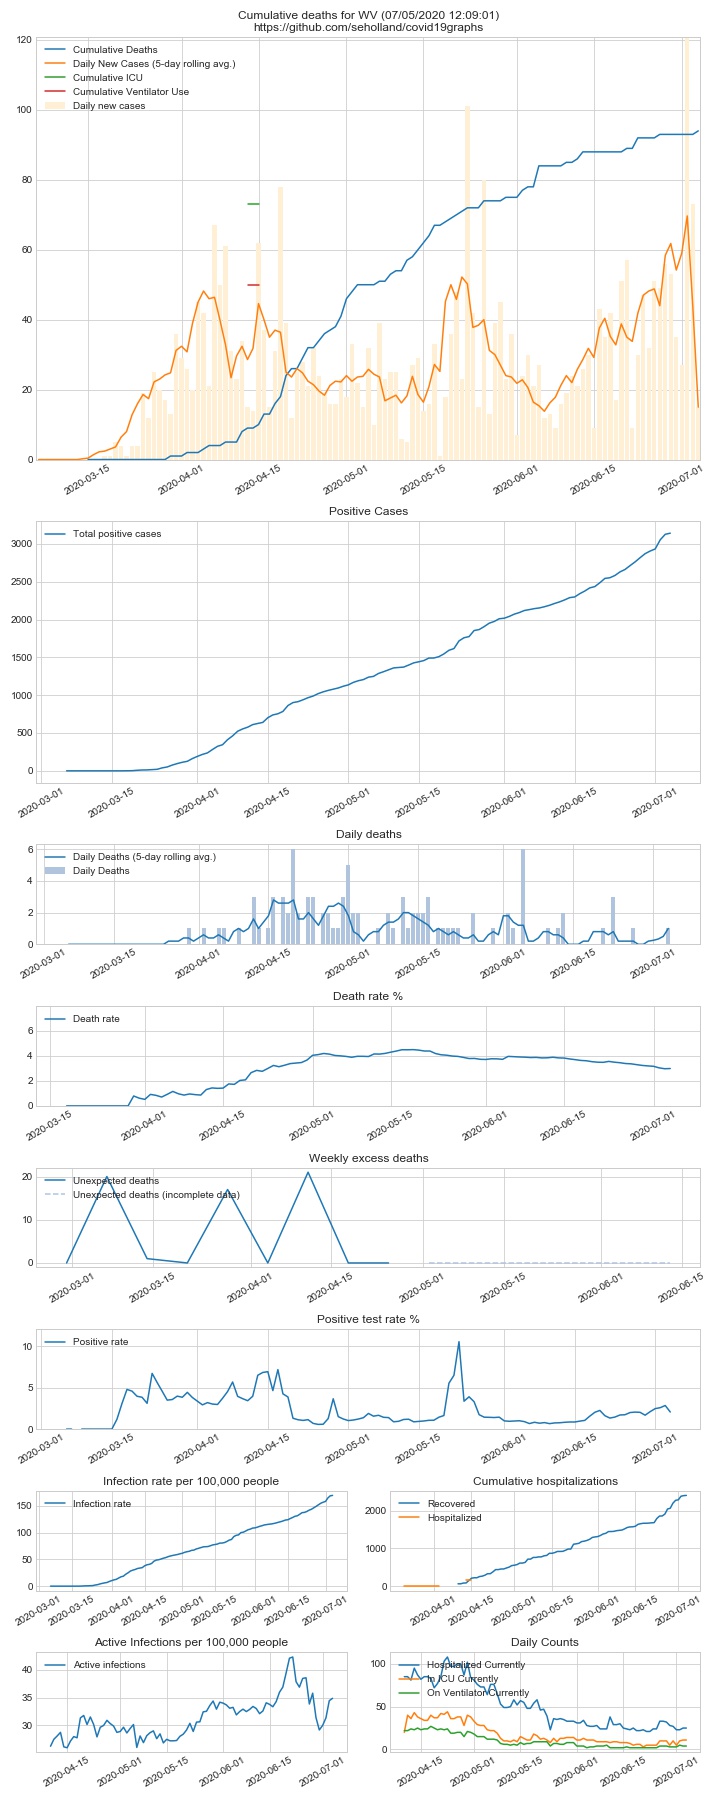 Cumulative deaths for WV (07/05/2020 12:09:01)
https://github.com/seholland/covid19graphs
Cumulative Deaths
Daily New Cases (5-day rolling avg.)
Cumulative ICU
Cumulative Ventilator Use
Daily new cases
120
100
80
60
40
20
0
2020-03-15 2020-04-01 2020-04-15 2020-05-01 2020-05-15 2020-06-01 2020-06-15 2020-07-01
Positive Cases
Total positive cases
3000
2500
2000
1500
1000
500
0
2020-03-01 2020-03-15 2020-04-01 2020-04-15 2020-05-01 2020-05-15 2020-06-01 2020-06-15 2020-07-01
Daily deaths
Daily Deaths (5-day rolling avg.)
Daily Deaths
6
4
2
0
2020-03-01 2020-03-15 2020-04-01 2020-04-15 2020-05-01 2020-05-15 2020-06-01 2020-06-15 2020-07-01
Death rate %
Death rate
6
4
2
0
2020-03-15 2020-04-01 2020-04-15 2020-05-01 2020-05-15 2020-06-01 2020-06-15 2020-07-01
Weekly excess deaths
Unexpected deaths
Unexpected deaths (incomplete data)
20
10
0
2020-03-01 2020-03-15 2020-04-01 2020-04-15 2020-05-01 2020-05-15 2020-06-01 2020-06-15
Positive test rate %
Positive rate
10
5
0
2020-03-01 2020-03-15 2020-04-01 2020-04-15 2020-05-01 2020-05-15 2020-06-01 2020-06-15 2020-07-01
Infection rate per 100,000 people
Infection rate
150
100
50
0
2020-03-01 2020-03-15 2020-04-01 2020-04-15 2020-05-01 2020-05-15 2020-06-01 2020-06-15 2020-07-01
Cumulative hospitalizations
Recovered
Hospitalized
2000
1000
0
2020-04-01 2020-04-15 2020-05-01 2020-05-15 2020-06-01 2020-06-15 2020-07-01
Active Infections per 100,000 people
Active infections
40
35
30
2020-04-15 2020-05-01 2020-05-15 2020-06-01 2020-06-15 2020-07-01
Daily Counts
Hospitalized Currently
In ICU Currently
On Ventilator Currently
100
50
0
2020-04-15 2020-05-01 2020-05-15 2020-06-01 2020-06-15 2020-07-01